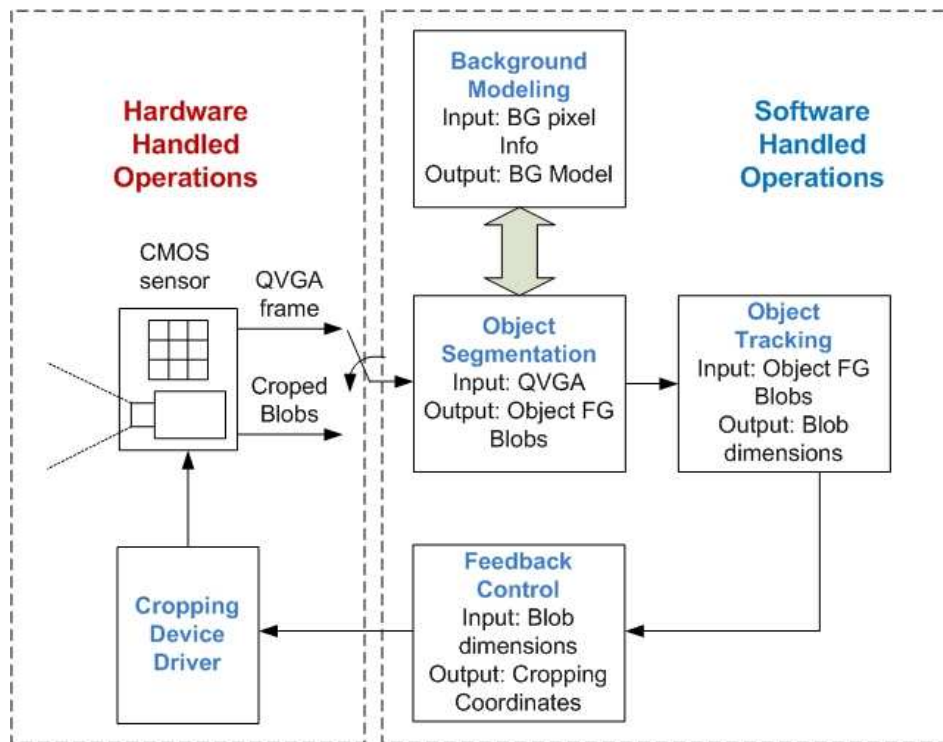 Hardware
Handled
Operations
Background
Modeling
Input: BG pixel
Info
Output: BG Model
Software
Handled
Operations
CMOS
sensor
QVGA
frame
Croped
Blobs
Object
Segmentation
Input: QVGA
Output: Object FG
Blobs
Object
Tracking
Input: Object FG
Blobs
Output: Blob
dimensions
Cropping
Device
Driver
Feedback
Control
Input: Blob
dimensions
Output: Cropping
Coordinates